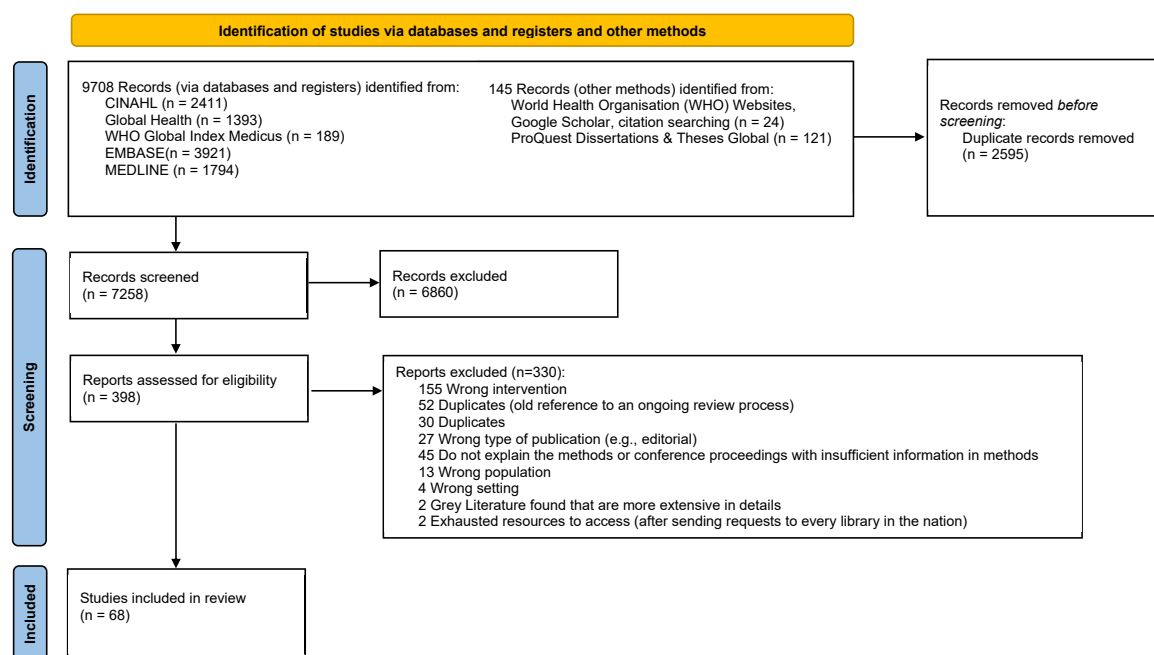 Identification of studies via databases and registers and other methods
Identification
9708 Records (via databases and registers) identified from:
CINAHL (n = 2411)
Global Health (n = 1393)
WHO Global Index Medicus (n = 189)
EMBASE(n = 3921)
MEDLINE (n = 1794)
145 Records (other methods) identified from:
World Health Organisation (WHO) Websites,
Google Scholar, citation searching (n = 24)
ProQuest Dissertations & Theses Global (n = 121)
Records removed before
screening:
Duplicate records removed
(n = 2595)
Screening
Records screened
(n = 7258)
Records excluded
(n = 6860)
Reports assessed for eligibility
(n = 398)
Reports excluded (n=330):
155 Wrong intervention
52 Duplicates (old reference to an ongoing review process)
30 Duplicates
27 Wrong type of publication (e.g., editorial)
45 Do not explain the methods or conference proceedings with insufficient information in methods
13 Wrong population
4 Wrong setting
2 Grey Literature found that are more extensive in details
2 Exhausted resources to access (after sending requests to every library in the nation)
Included
Studies included in review
(n = 68)